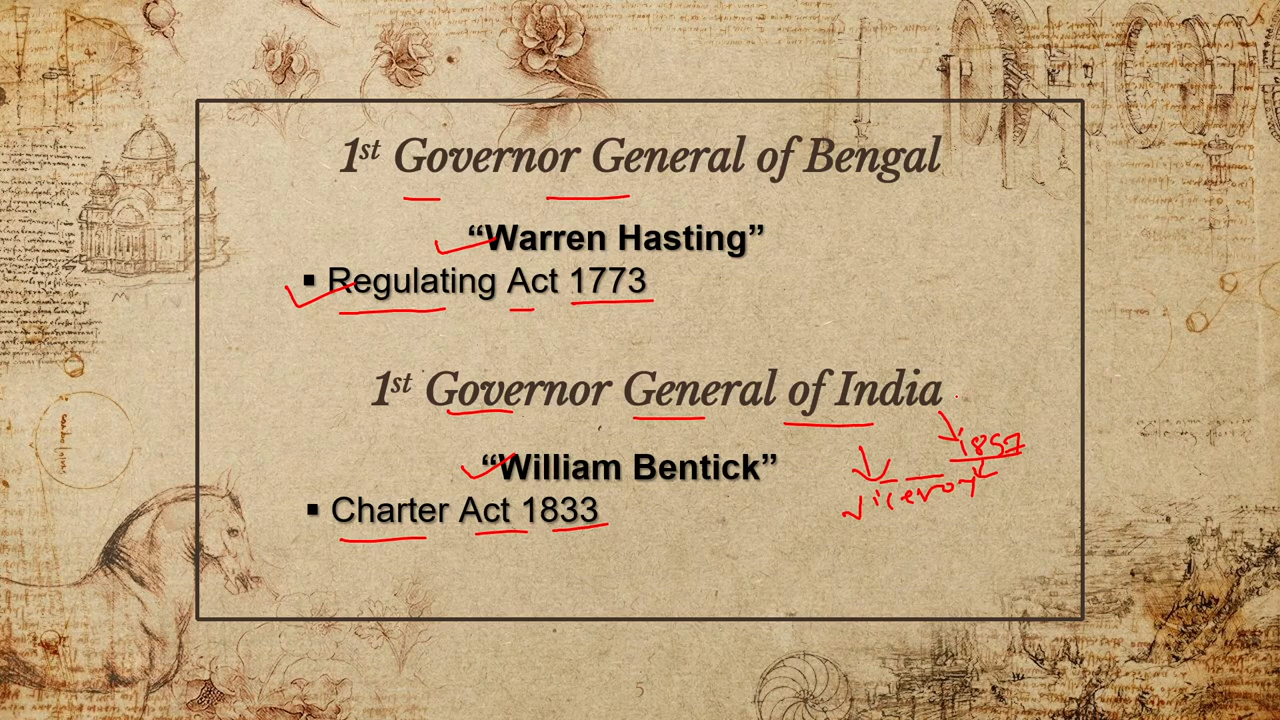 1st Governor General of Bengal
“Warren Hasting”
▪ Regulating Act 1773
1st Governor General of India
1857
“William Bentick”
viceroy
▪ Charter Act 1833